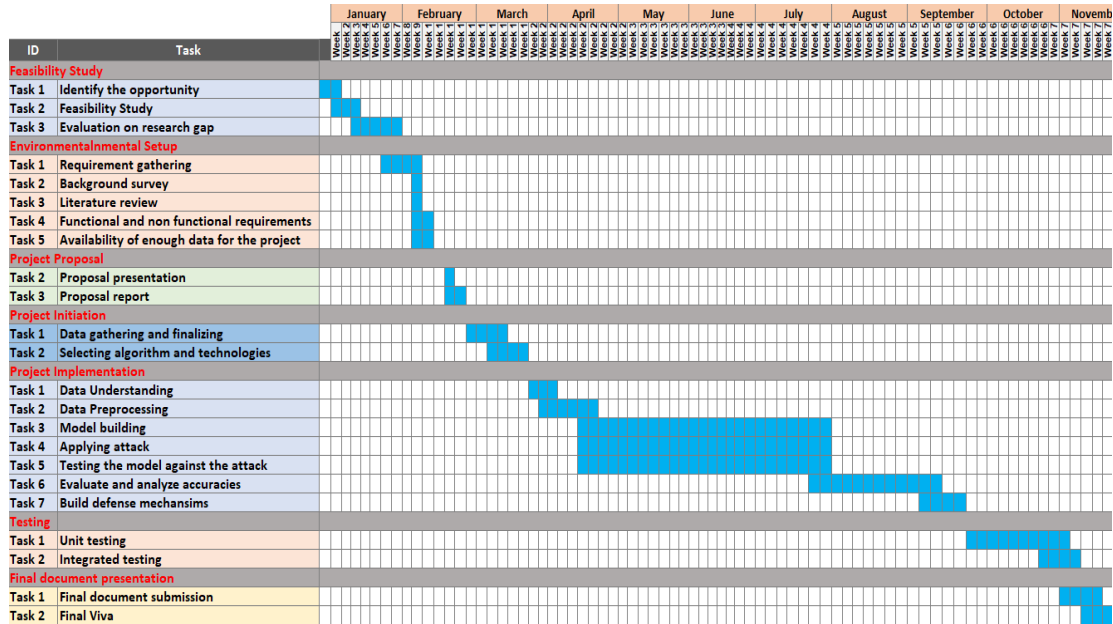 January February March April May June July August September October Novemb
ID Task
Feasibility Study
Task 1 Identify the opportunity
Task 2 Feasibility Study
Task 3 Evaluation on research gap
Environmentalnmental Setup
Task 1 Requirement gathering
Task 2 Background survey
Task 3 Literature review
Task 4 Functional and non functional requirements
Task 5 Availability of enough data for the project
Project Proposal
Task 2 Proposal presentation
Task 3 Proposal report
Project Initiation
Task 1 Data gathering and finalizing
Task 2 Selecting algorithm and technologies
Project Implementation
Task 1 Data Understanding
Task 2 Data Preprocessing
Task 3 Model building
Task 4 Applying attack
Task 5 Testing the model against the attack
Task 6 Evaluate and analyze accuracies
Task 7 Build defense mechansims
Testing
Task 1 Unit testing
Task 2 Integrated testing
Final document presentation
Task 1 Final document submission
Task 2 Final Viva